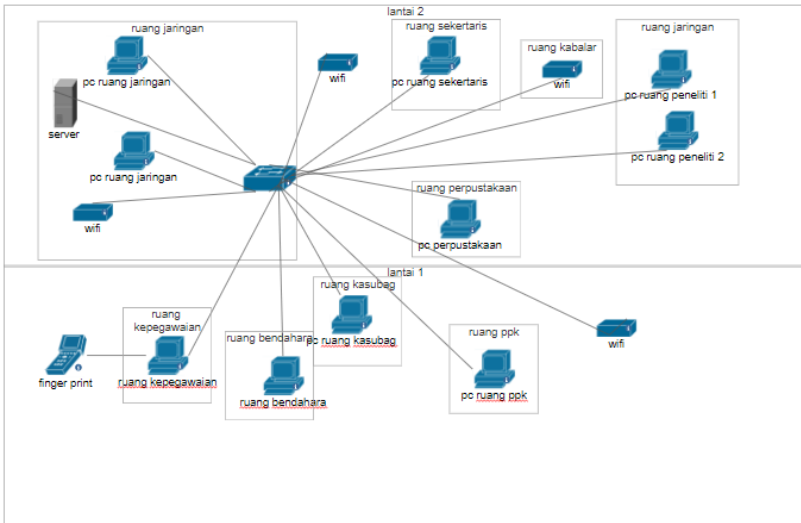 lantai 2
ruang jaringan
pc ruang jaringan
server
pc ruang jaringan
wifi
wifi
ruang sekertaris
pc ruang sekertaris
ruang kabalar
wifi
ruang jaringan
pc ruang peneliti 1
pc ruang peneliti 2
ruang perpustakaan
pc perpustakaan
lantai 1
ruang
kepegawaian
finger print
ruang kepegawaian
ruang bendahara
ruang bendahara
ruang kasubag
pc ruang kasubag
ruang ppk
pc ruang ppk
wifi